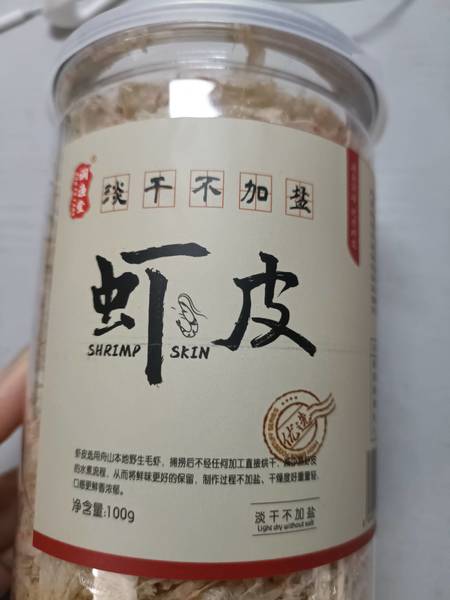 淡干不加盐
虾皮
SHRIMP SKIN
优选
虾皮选用舟山本地野生毛虾，捕捞后不经任何加工直接烘干，
的水煮流程，从而将鲜味更好的保留，制作过程不加盐、干燥度好重量轻，
口感更鲜香浓郁。
净含量:100g
淡干不加盐
Light dry without salt